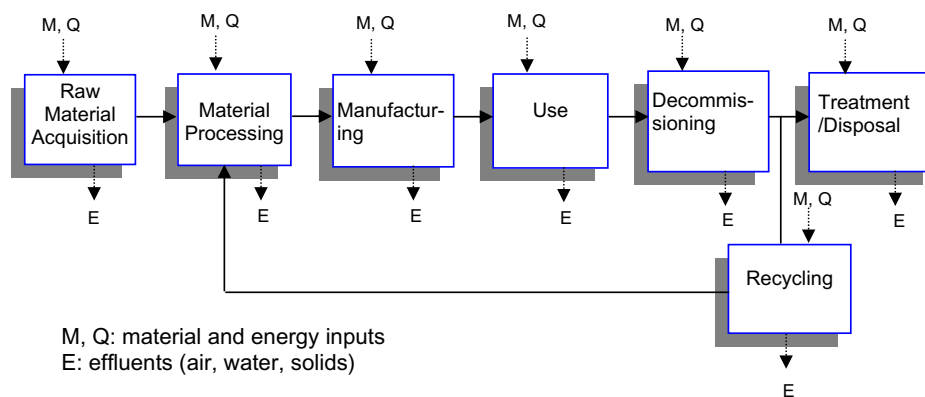 M, Q
M, Q
M, Q
M, Q
M, Q
M, Q
Raw
Material
Acquisition
Material
Processing
Manufactur-
ing
Use
Decommis-
sioning
Treatment
/Disposal
E
E
E
E
E
E
M, Q
Recycling
E
M, Q: material and energy inputs
E: effluents (air, water, solids)